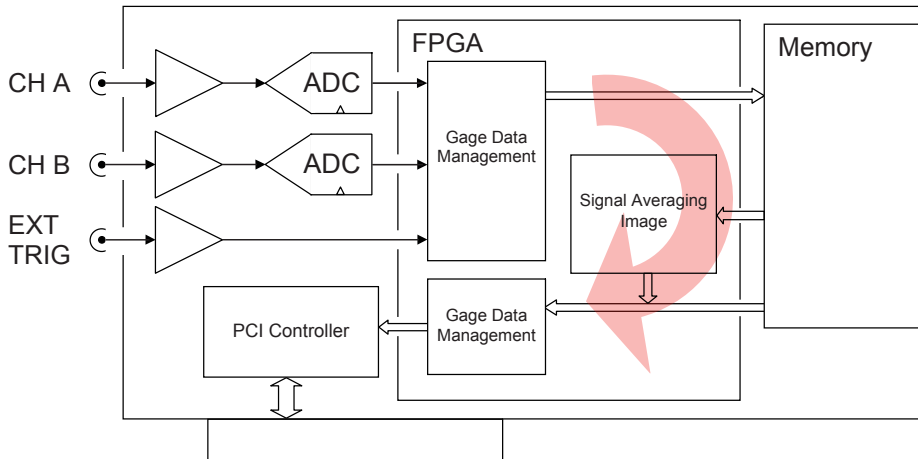 FPGA
Memory
CH A
ADC
Gage Data
Management
CH B
ADC
Signal Averaging
Image
EXT
TRIG
PCI Controller
Gage Data
Management